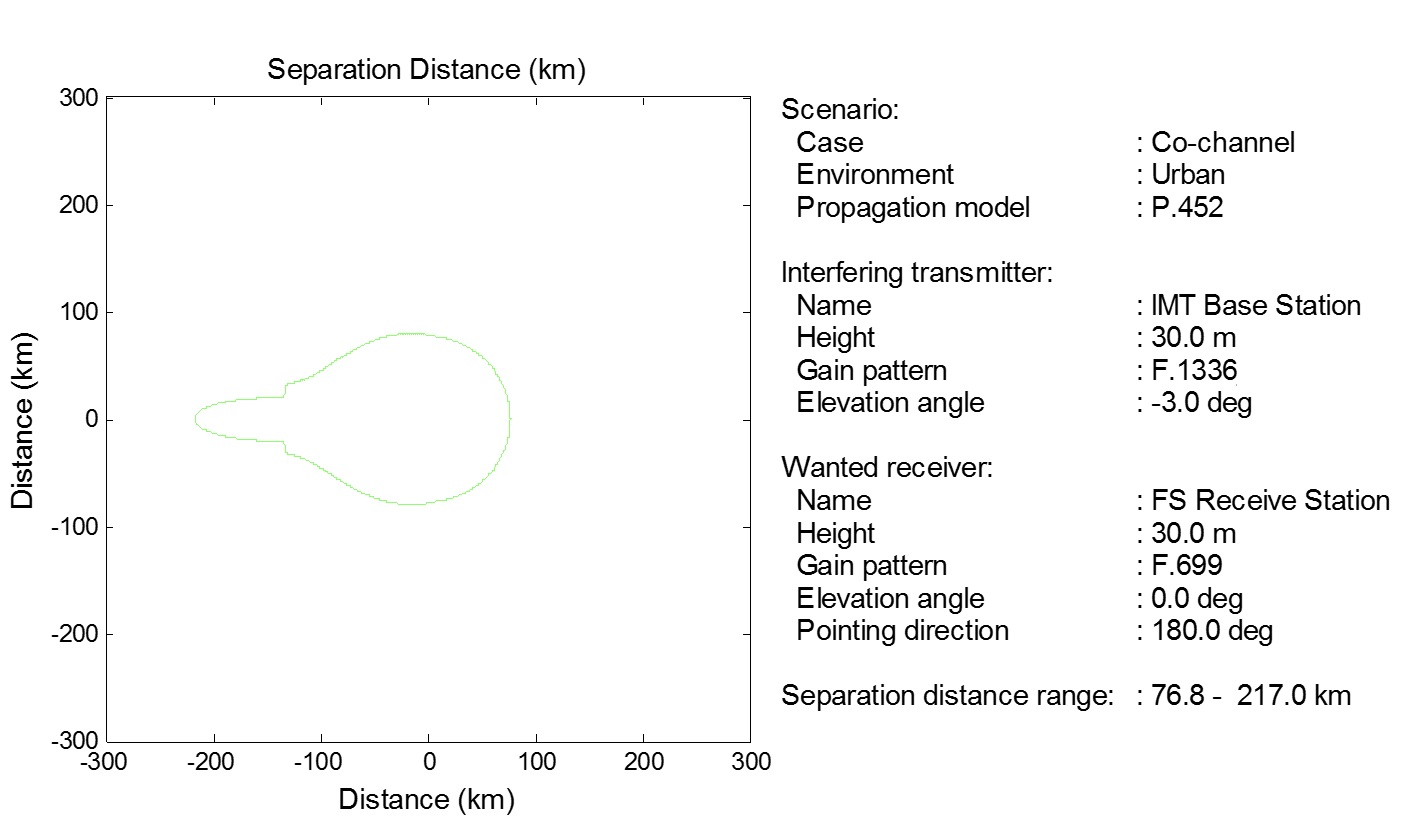 Separation Distance (km)
300
200
100
0
-100
-200
-300
-300 -200 -100 0 100 200 300
Distance (km)
Distance (km)
Scenario:
Case : Co-channel
Environment : Urban
Propagation model : P.452
Interfering transmitter:
Name : IMT Base Station
Height : 30.0 m
Gain pattern : F.1336
Elevation angle : -3.0 deg
Wanted receiver:
Name : FS Receive Station
Height : 30.0 m
Gain pattern : F.699
Elevation angle : 0.0 deg
Pointing direction : 180.0 deg
Separation distance range: : 76.8 - 217.0 km